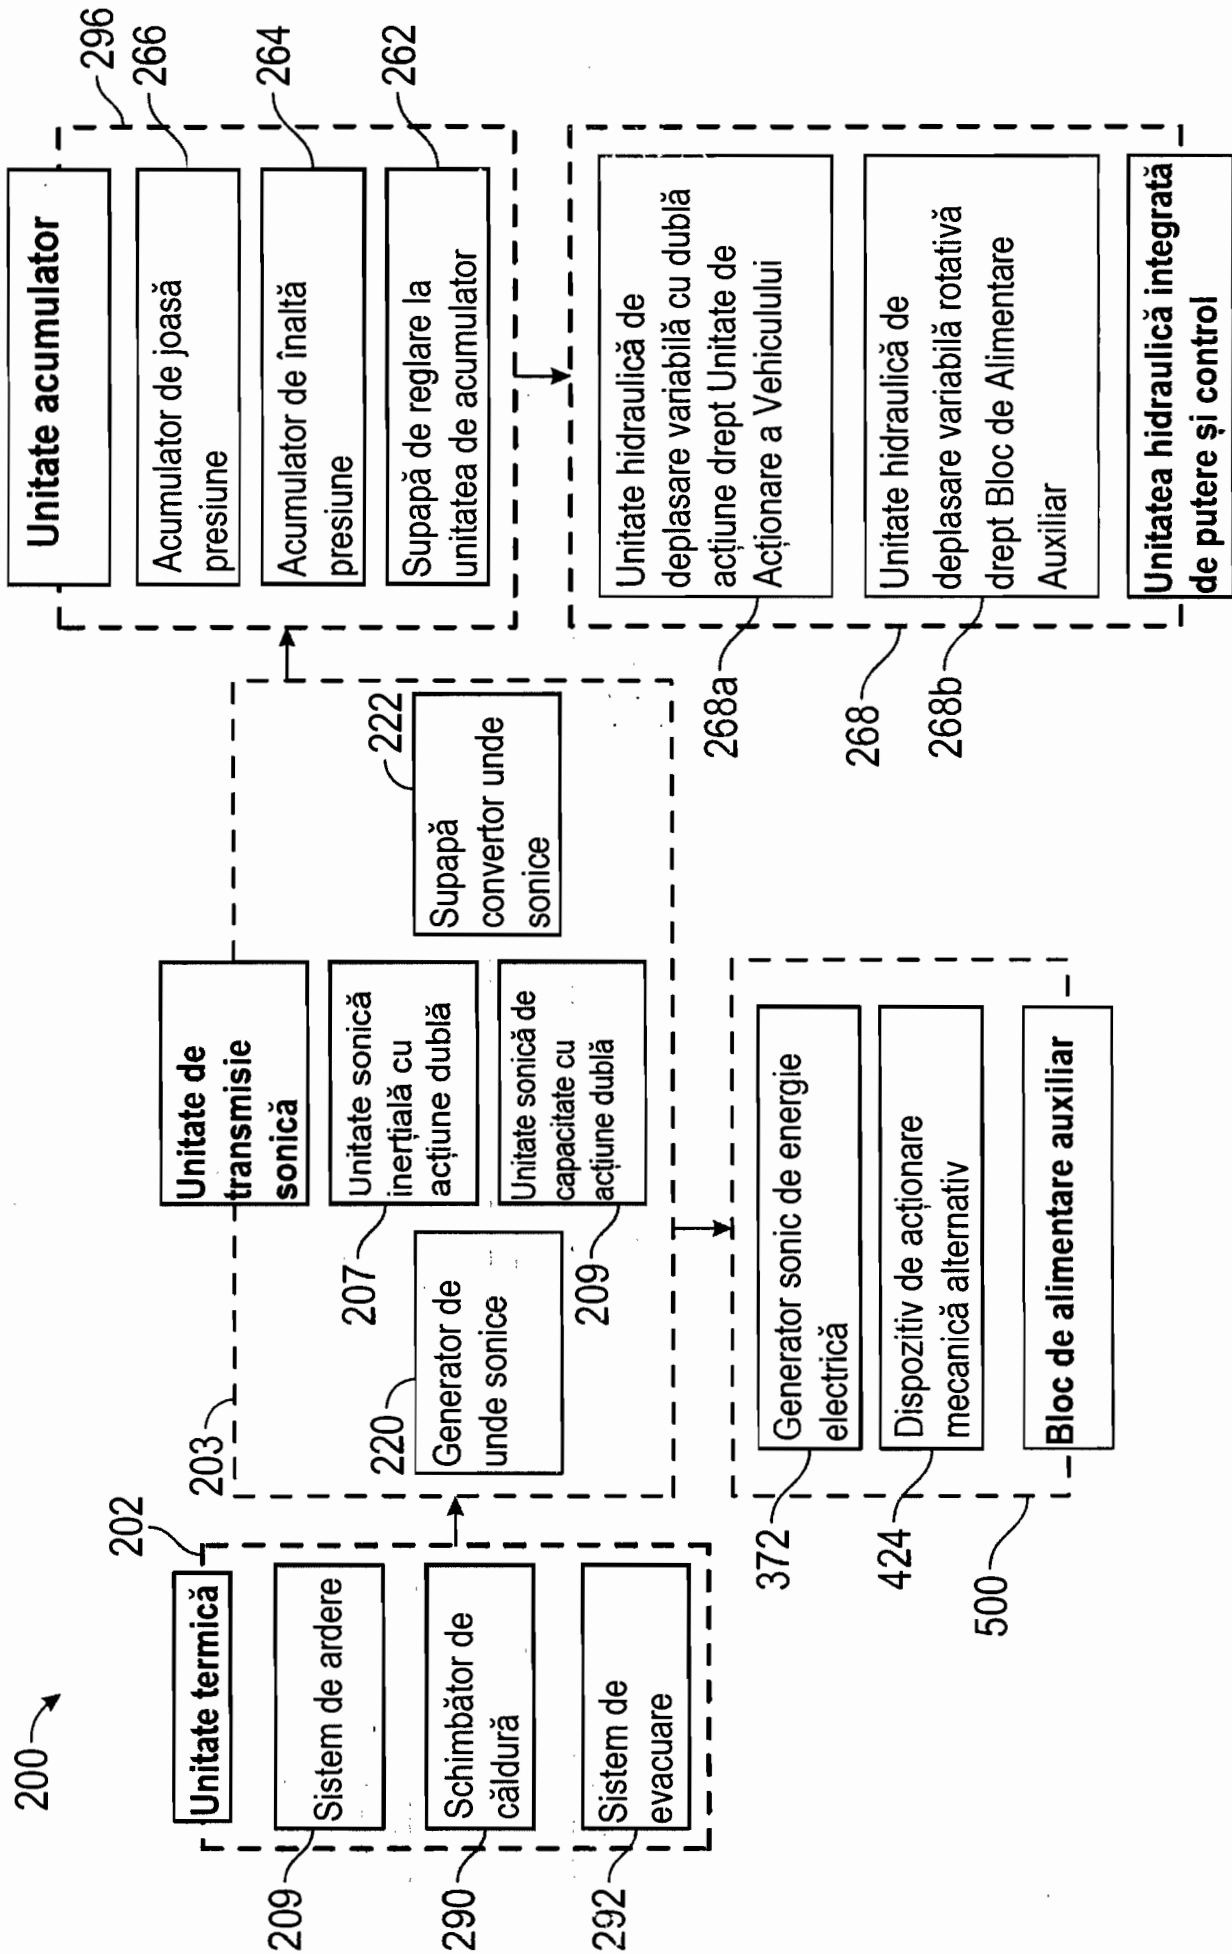 200
202
Unitate termică
209
Sistem de ardere
290
Schimbător de
căldură
292
Sistem de
evacuare
203
Unitate de
transmisie
sonică
220
Generator de
unde sonice
207
Unitate sonică
inerțială cu
acțiune dublă
209
Unitate sonică de
capacitate cu
acțiune dublă
222
Supapă
convertor unde
sonice
372
Generator sonic de energie
electrică
424
Dispozitiv de acționare
mecanică alternativ
500
Bloc de alimentare auxiliar
296
Unitate acumulator
266
Acumulator de joasă
presiune
264
Acumulator de înaltă
presiune
262
Supapă de reglare la
unitatea de acumulator
268a
Unitate hidraulică de
deplasare variabilă cu dublă
acțiune drept Unitate de
Acționare a Vehiculului
268
268b
Unitate hidraulică de
deplasare variabilă rotativă
drept Bloc de Alimentare
Auxiliar
Unitatea hidraulică integrată
de putere și control